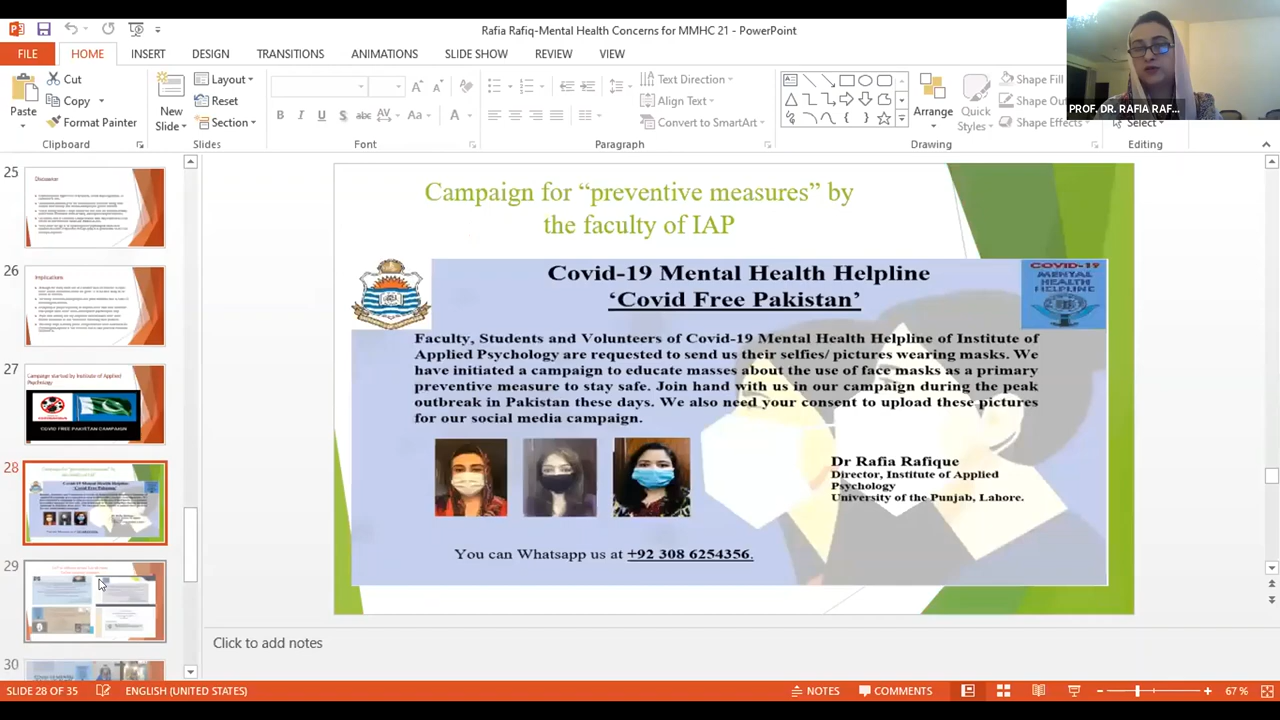 Rafia Rafiq-Mental Health Concerns for MMHC 21 - PowerPoint
FILE HOME INSERT DESIGN TRANSITIONS ANIMATIONS SLIDE SHOW REVIEW VIEW
Paste
Cut
Copy
Format Painter
Clipboard
New
Slide
Layout
Reset
Section
Slides
B I U S abc AV Aa A
Font
Text Direction
Align Text
Convert to SmartArt
Paragraph
Arrange
Quick
Styles
Shape Fill
Shape Effects
Drawing
Select
Editing
PROF. DR. RAFIA RAF...
25
Discussion
26
Implications
27
Campaign started by Institute of Applied
Psychology
COVID FREE PAKISTAN CAMPAIGN
28
29
30
Campaign for “preventive measures” by
the faculty of IAP
Covid-19 Mental Health Helpline
‘Covid Free Pakistan’
COVID-19
MENTAL
HEALTH
HELPLINE
Faculty, Students and Volunteers of Covid-19 Mental Health Helpline of Institute of
Applied Psychology are requested to send us their selfies/ pictures wearing masks. We
have initiated a campaign to educate masses about the use of face masks as a primary
preventive measure to stay safe. Join hand with us in our campaign during the peak
outbreak in Pakistan these days. We also need your consent to upload these pictures
for our social media campaign.
Dr Rafia Rafique
Director, Institute of Applied
Psychology
University of the Punjab, Lahore.
You can Whatsapp us at +92 308 6254356.
Click to add notes
SLIDE 28 OF 35 ENGLISH (UNITED STATES) NOTES COMMENTS 67 %